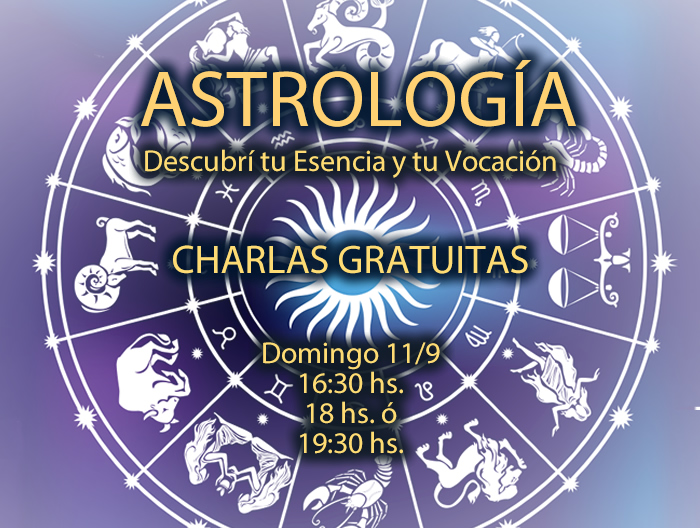 ASTROLOGÍA
Descubrí tu Esencia y tu Vocación
CHARLAS GRATUITAS
Domingo 11/9
16:30 hs.
18 hs. ó
19:30 hs.